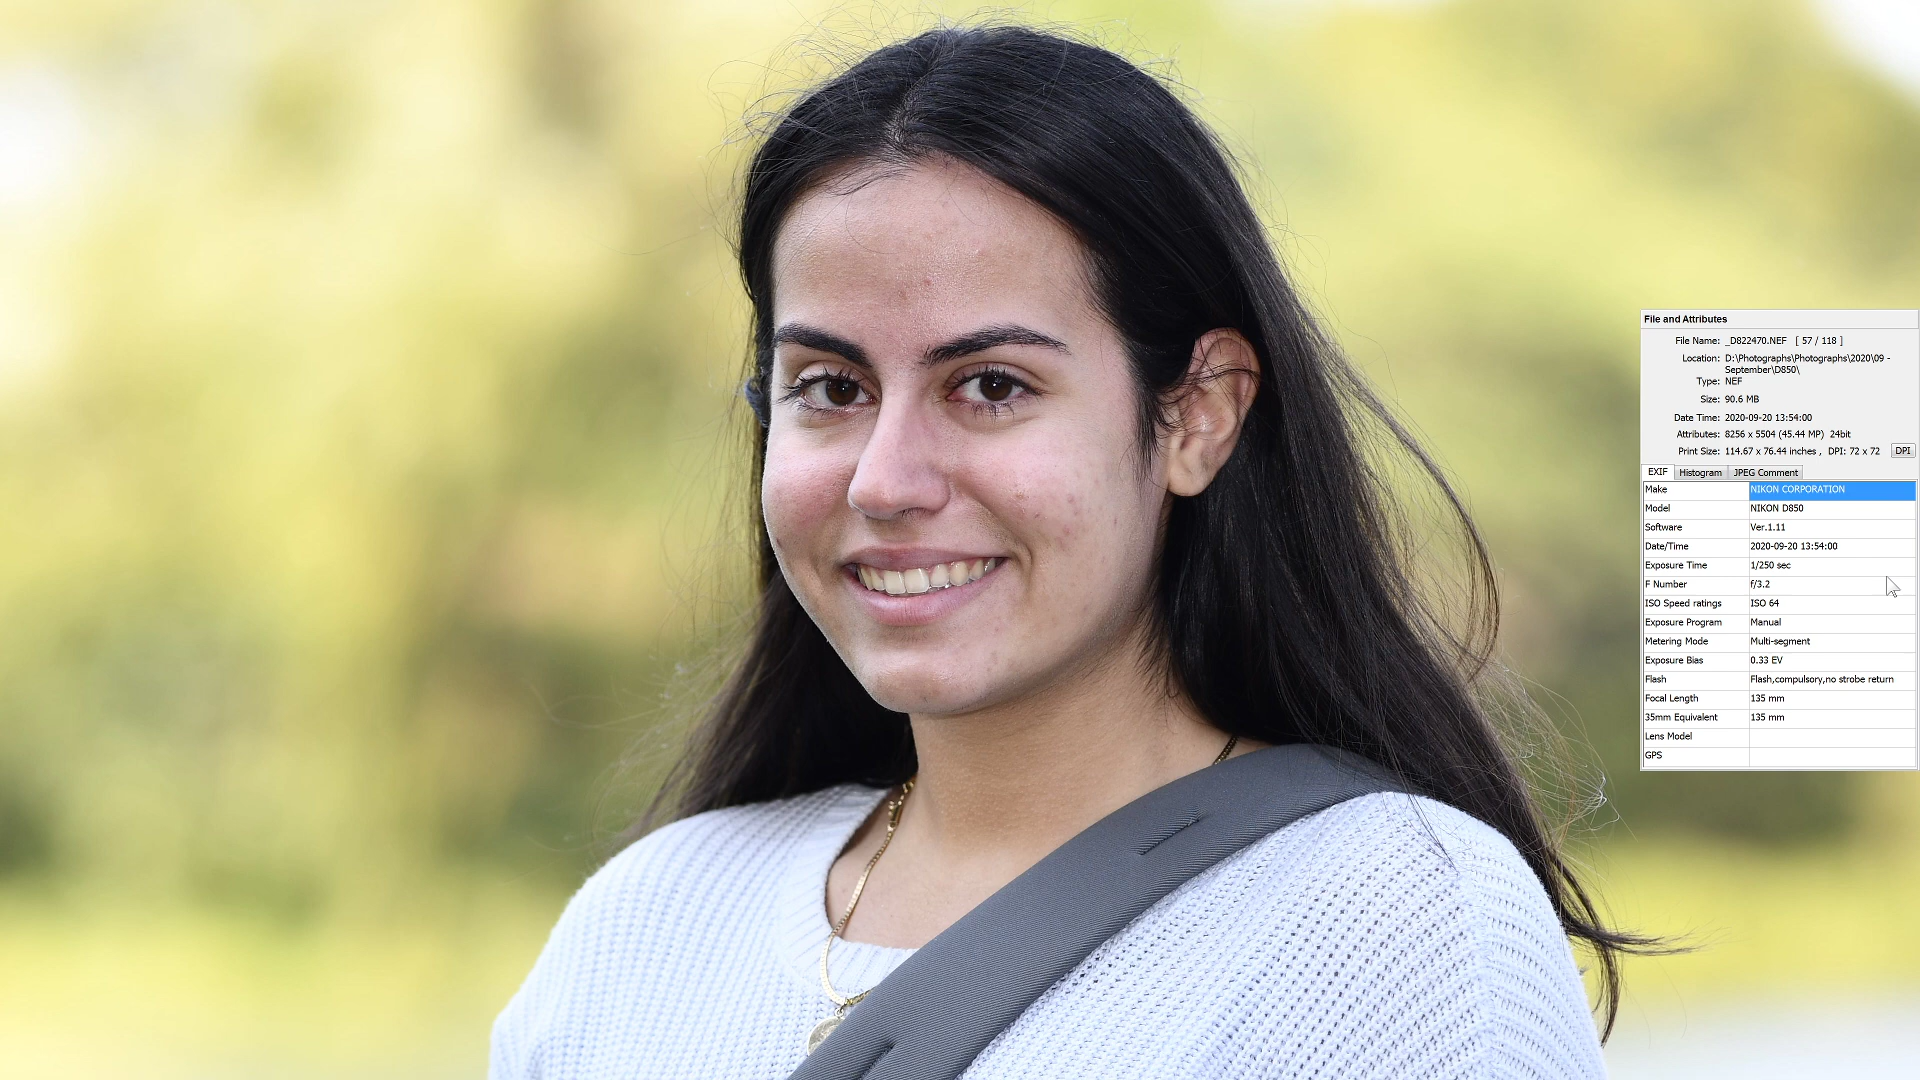 File and Attributes
File Name: _D822470.NEF [ 57 / 118 ]
Location: D:\Photographs\Photographs\2020\09 -
September\D850\
Type: NEF
Size: 90.6 MB
Date Time: 2020-09-20 13:54:00
Attributes: 8256 x 5504 (45.44 MP) 24bit
Print Size: 114.67 x 76.44 inches , DPI: 72 x 72 DPI
EXIF Histogram JPEG Comment
Make NIKON CORPORATION
Model NIKON D850
Software Ver.1.11
Date/Time 2020-09-20 13:54:00
Exposure Time 1/250 sec
F Number f/3.2
ISO Speed ratings ISO 64
Exposure Program Manual
Metering Mode Multi-segment
Exposure Bias 0.33 EV
Flash Flash,compulsory,no strobe return
Focal Length 135 mm
35mm Equivalent 135 mm
Lens Model
GPS